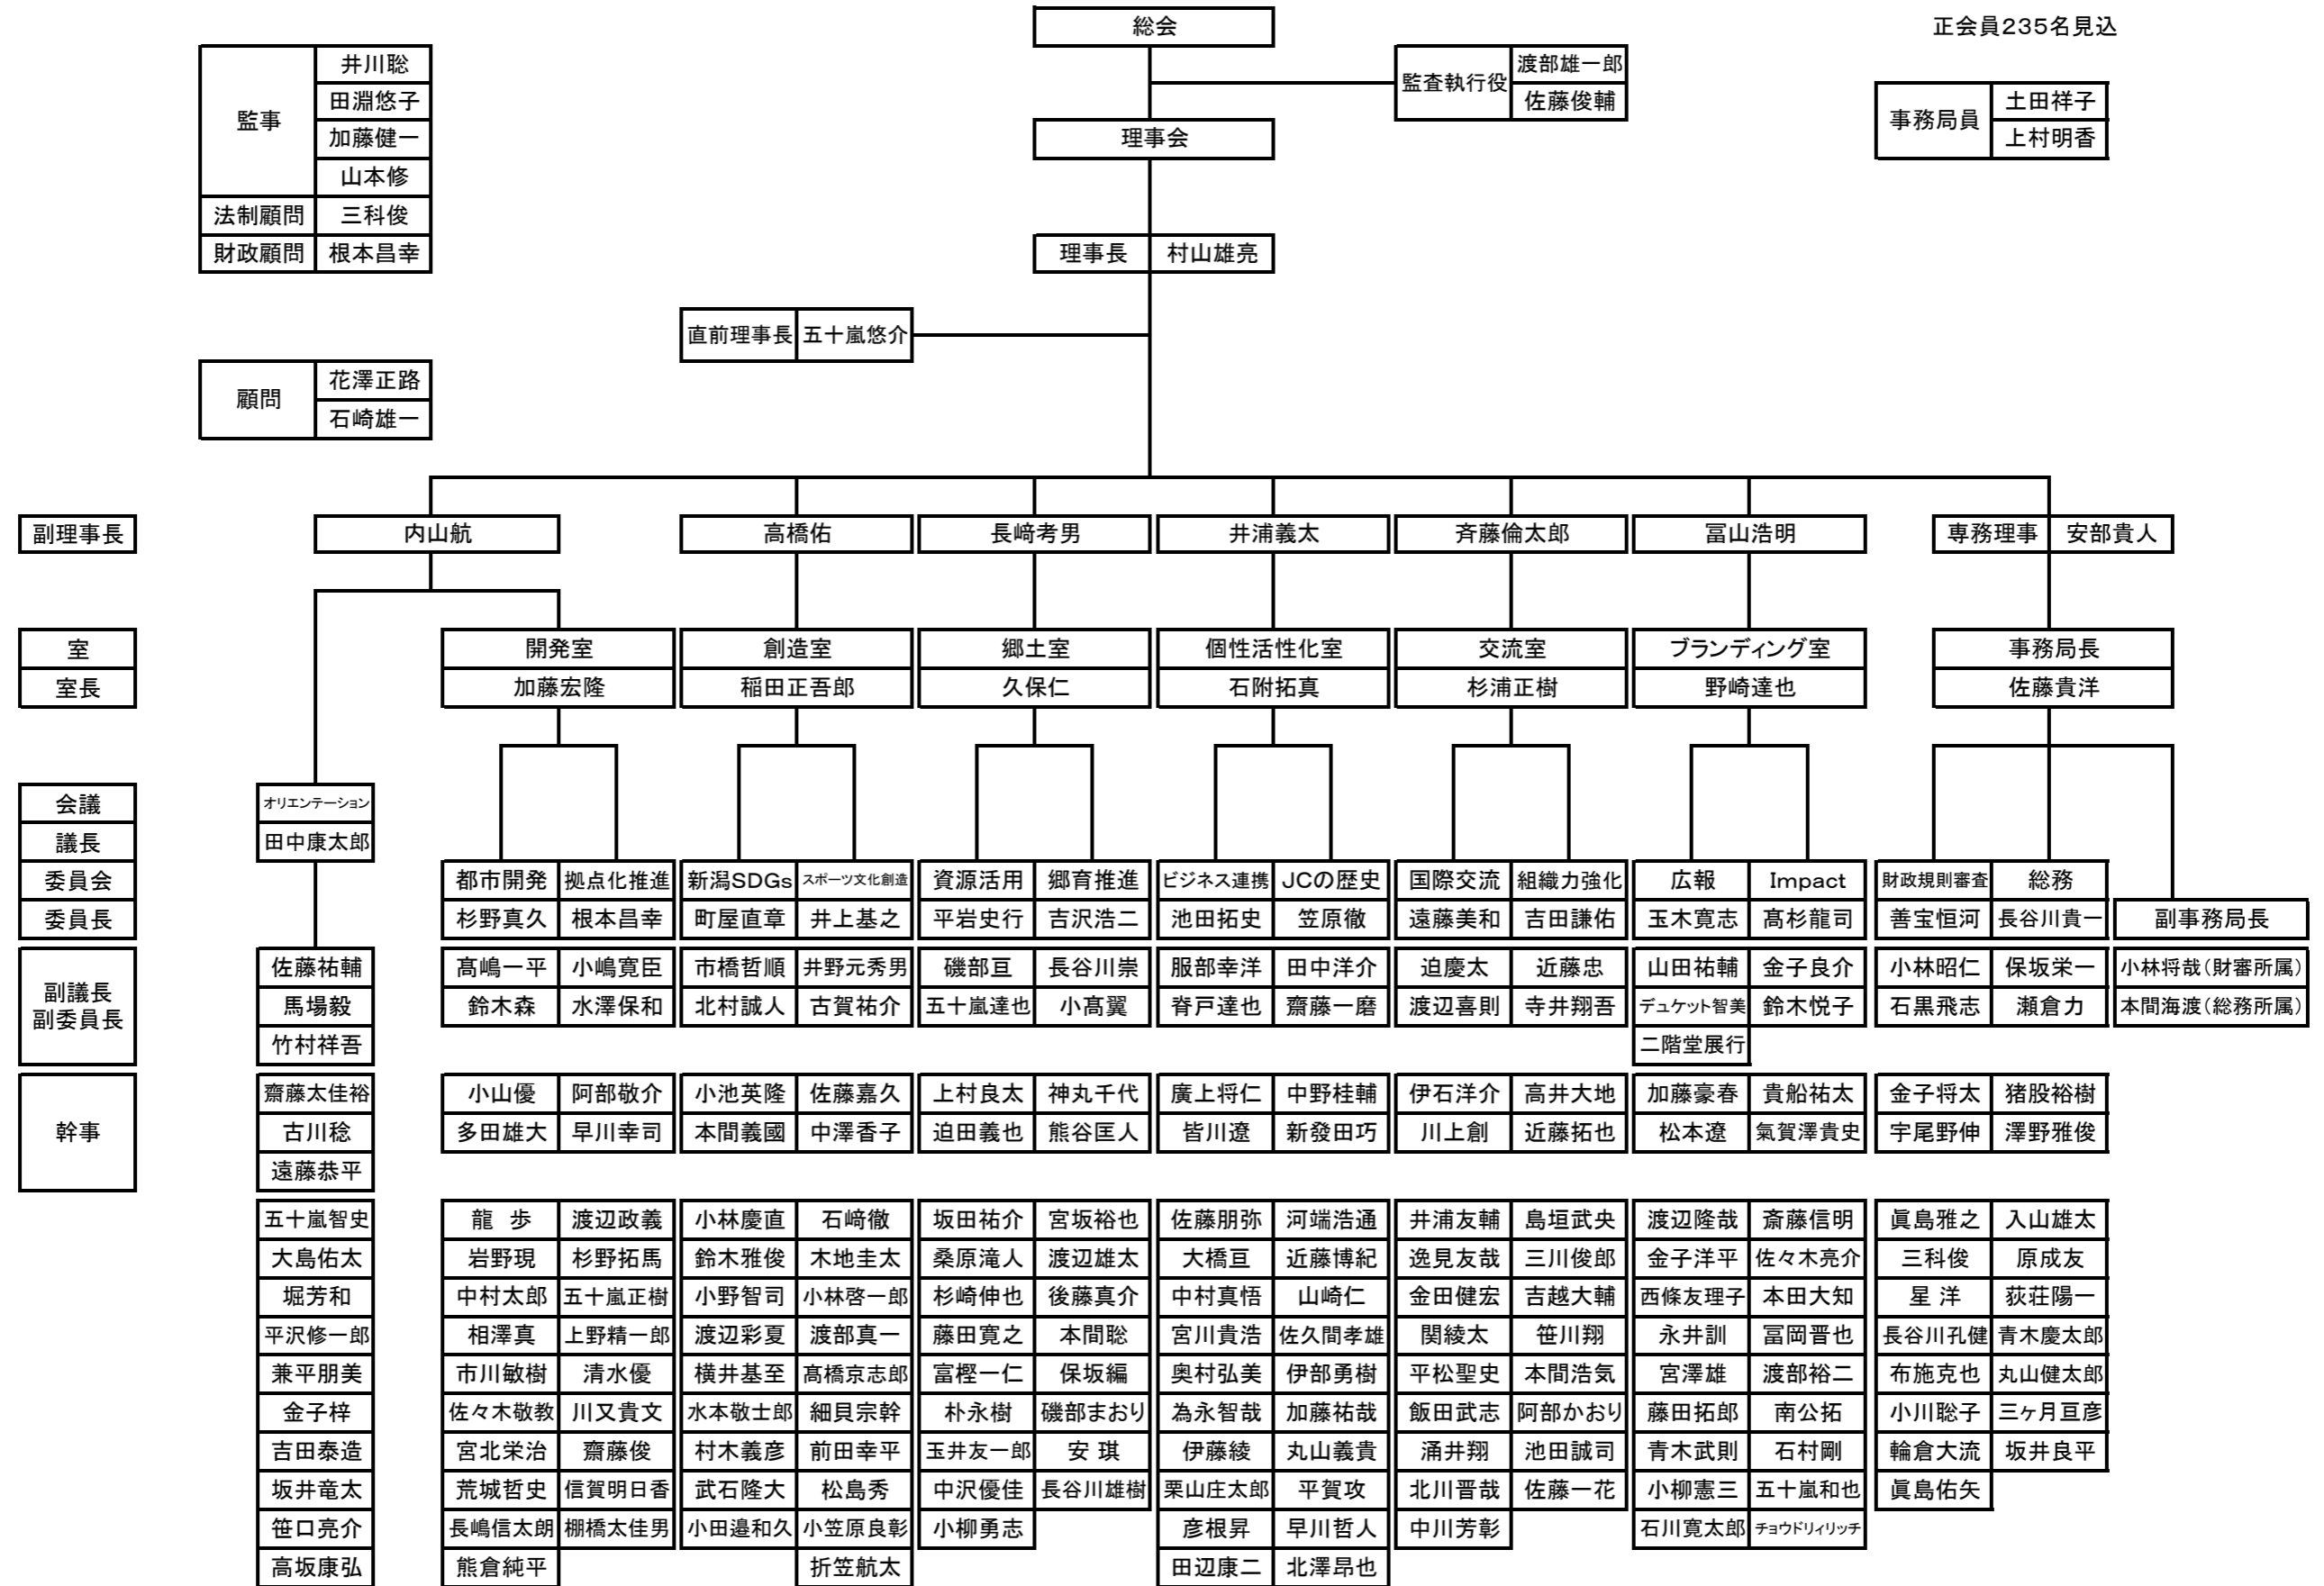 総会
正会員235名見込
監事 井川聡
田淵悠子
加藤健一
山本修
法制顧問 三科俊
財政顧問 根本昌幸
監査執行役 渡部雄一郎
佐藤俊輔
事務局員 土田祥子
上村明香
理事会
理事長 村山雄亮
直前理事長 五十嵐悠介
顧問 花澤正路
石崎雄一
副理事長 内山航 高橋佑 長﨑考男 井浦義太 斉藤倫太郎 冨山浩明 専務理事 安部貴人
室 開発室 創造室 郷土室 個性活性化室 交流室 ブランディング室 事務局長
室長 加藤宏隆 稲田正吾郎 久保仁 石附拓真 杉浦正樹 野崎達也 佐藤貴洋
会議 オリエンテーション
議長 田中康太郎
委員会 都市開発 拠点化推進 新潟SDGs スポーツ文化創造 資源活用 郷育推進 ビジネス連携 JCの歴史 国際交流 組織力強化 広報 Impact 財政規則審査 総務
委員長 杉野真久 根本昌幸 町屋直章 井上基之 平岩史行 吉沢浩二 池田拓史 笠原徹 遠藤美和 吉田謙佑 玉木寛志 髙杉龍司 善宝恒河 長谷川貴一 副事務局長
副議長
副委員長
佐藤祐輔 髙嶋一平 小嶋寛臣 市橋哲順 井野元秀男 磯部亘 長谷川崇 服部幸洋 田中洋介 迫慶太 近藤忠 山田祐輔 金子良介 小林昭仁 保坂栄一 小林将哉(財審所属)
馬場毅 鈴木森 水澤保和 北村誠人 古賀祐介 五十嵐達也 小髙翼 脊戸達也 齋藤一磨 渡辺喜則 寺井翔吾 デュケット智美 鈴木悦子 石黒飛志 瀬倉力 本間海渡(総務所属)
竹村祥吾 二階堂展行
幹事
齋藤太佳裕 小山優 阿部敬介 小池英隆 佐藤嘉久 上村良太 神丸千代 廣上将仁 中野桂輔 伊石洋介 高井大地 加藤豪春 貴船祐太 金子将太 猪股裕樹
古川稔 多田雄大 早川幸司 本間義國 中澤香子 迫田義也 熊谷匡人 皆川遼 新發田巧 川上創 近藤拓也 松本遼 氣賀澤貴史 宇尾野伸 澤野雅俊
遠藤恭平
五十嵐智史 龍 歩 渡辺政義 小林慶直 石﨑徹 坂田祐介 宮坂裕也 佐藤朋弥 河端浩通 井浦友輔 島垣武央 渡辺隆哉 斎藤信明 眞島雅之 入山雄太
大島佑太 岩野現 杉野拓馬 鈴木雅俊 木地圭太 桑原滝人 渡辺雄太 大橋亘 近藤博紀 逸見友哉 三川俊郎 金子洋平 佐々木亮介 三科俊 原成友
堀芳和 中村太郎 五十嵐正樹 小野智司 小林啓一郎 杉崎伸也 後藤真介 中村真悟 山崎仁 金田健宏 吉越大輔 西條友理子 本田大知 星 洋 荻荘陽一
平沢修一郎 相澤真 上野精一郎 渡辺彩夏 渡部真一 藤田寛之 本間聡 宮川貴浩 佐久間孝雄 関綾太 笹川翔 永井訓 冨岡晋也 長谷川孔健 青木慶太郎
兼平朋美 市川敏樹 清水優 横井基至 髙橋京志郎 富樫一仁 保坂編 奥村弘美 伊部勇樹 平松聖史 本間浩気 宮澤雄 渡部裕二 布施克也 丸山健太郎
金子梓 佐々木敬教 川又貴文 水本敬士郎 細貝宗幹 朴永樹 磯部まおり 為永智哉 加藤祐哉 飯田武志 阿部かおり 藤田拓郎 南公拓 小川聡子 三ヶ月亘彦
吉田泰造 宮北栄治 齋藤俊 村木義彦 前田幸平 玉井友一郎 安 琪 伊藤綾 丸山義貴 涌井翔 池田誠司 青木武則 石村剛 輪倉大流 坂井良平
坂井竜太 荒城哲史 信賀明日香 武石隆大 松島秀 中沢優佳 長谷川雄樹 栗山庄太郎 平賀攻 北川晋哉 佐藤一花 小柳憲三 五十嵐和也 眞島佑矢
笹口亮介 長嶋信太朗 棚橋太佳男 小田邉和久 小笠原良彰 小柳勇志 彦根昇 早川哲人 中川芳彰 石川寛太郎 チョウドリィリッチ
高坂康弘 熊倉純平 折笠航太 田辺康二 北澤昂也